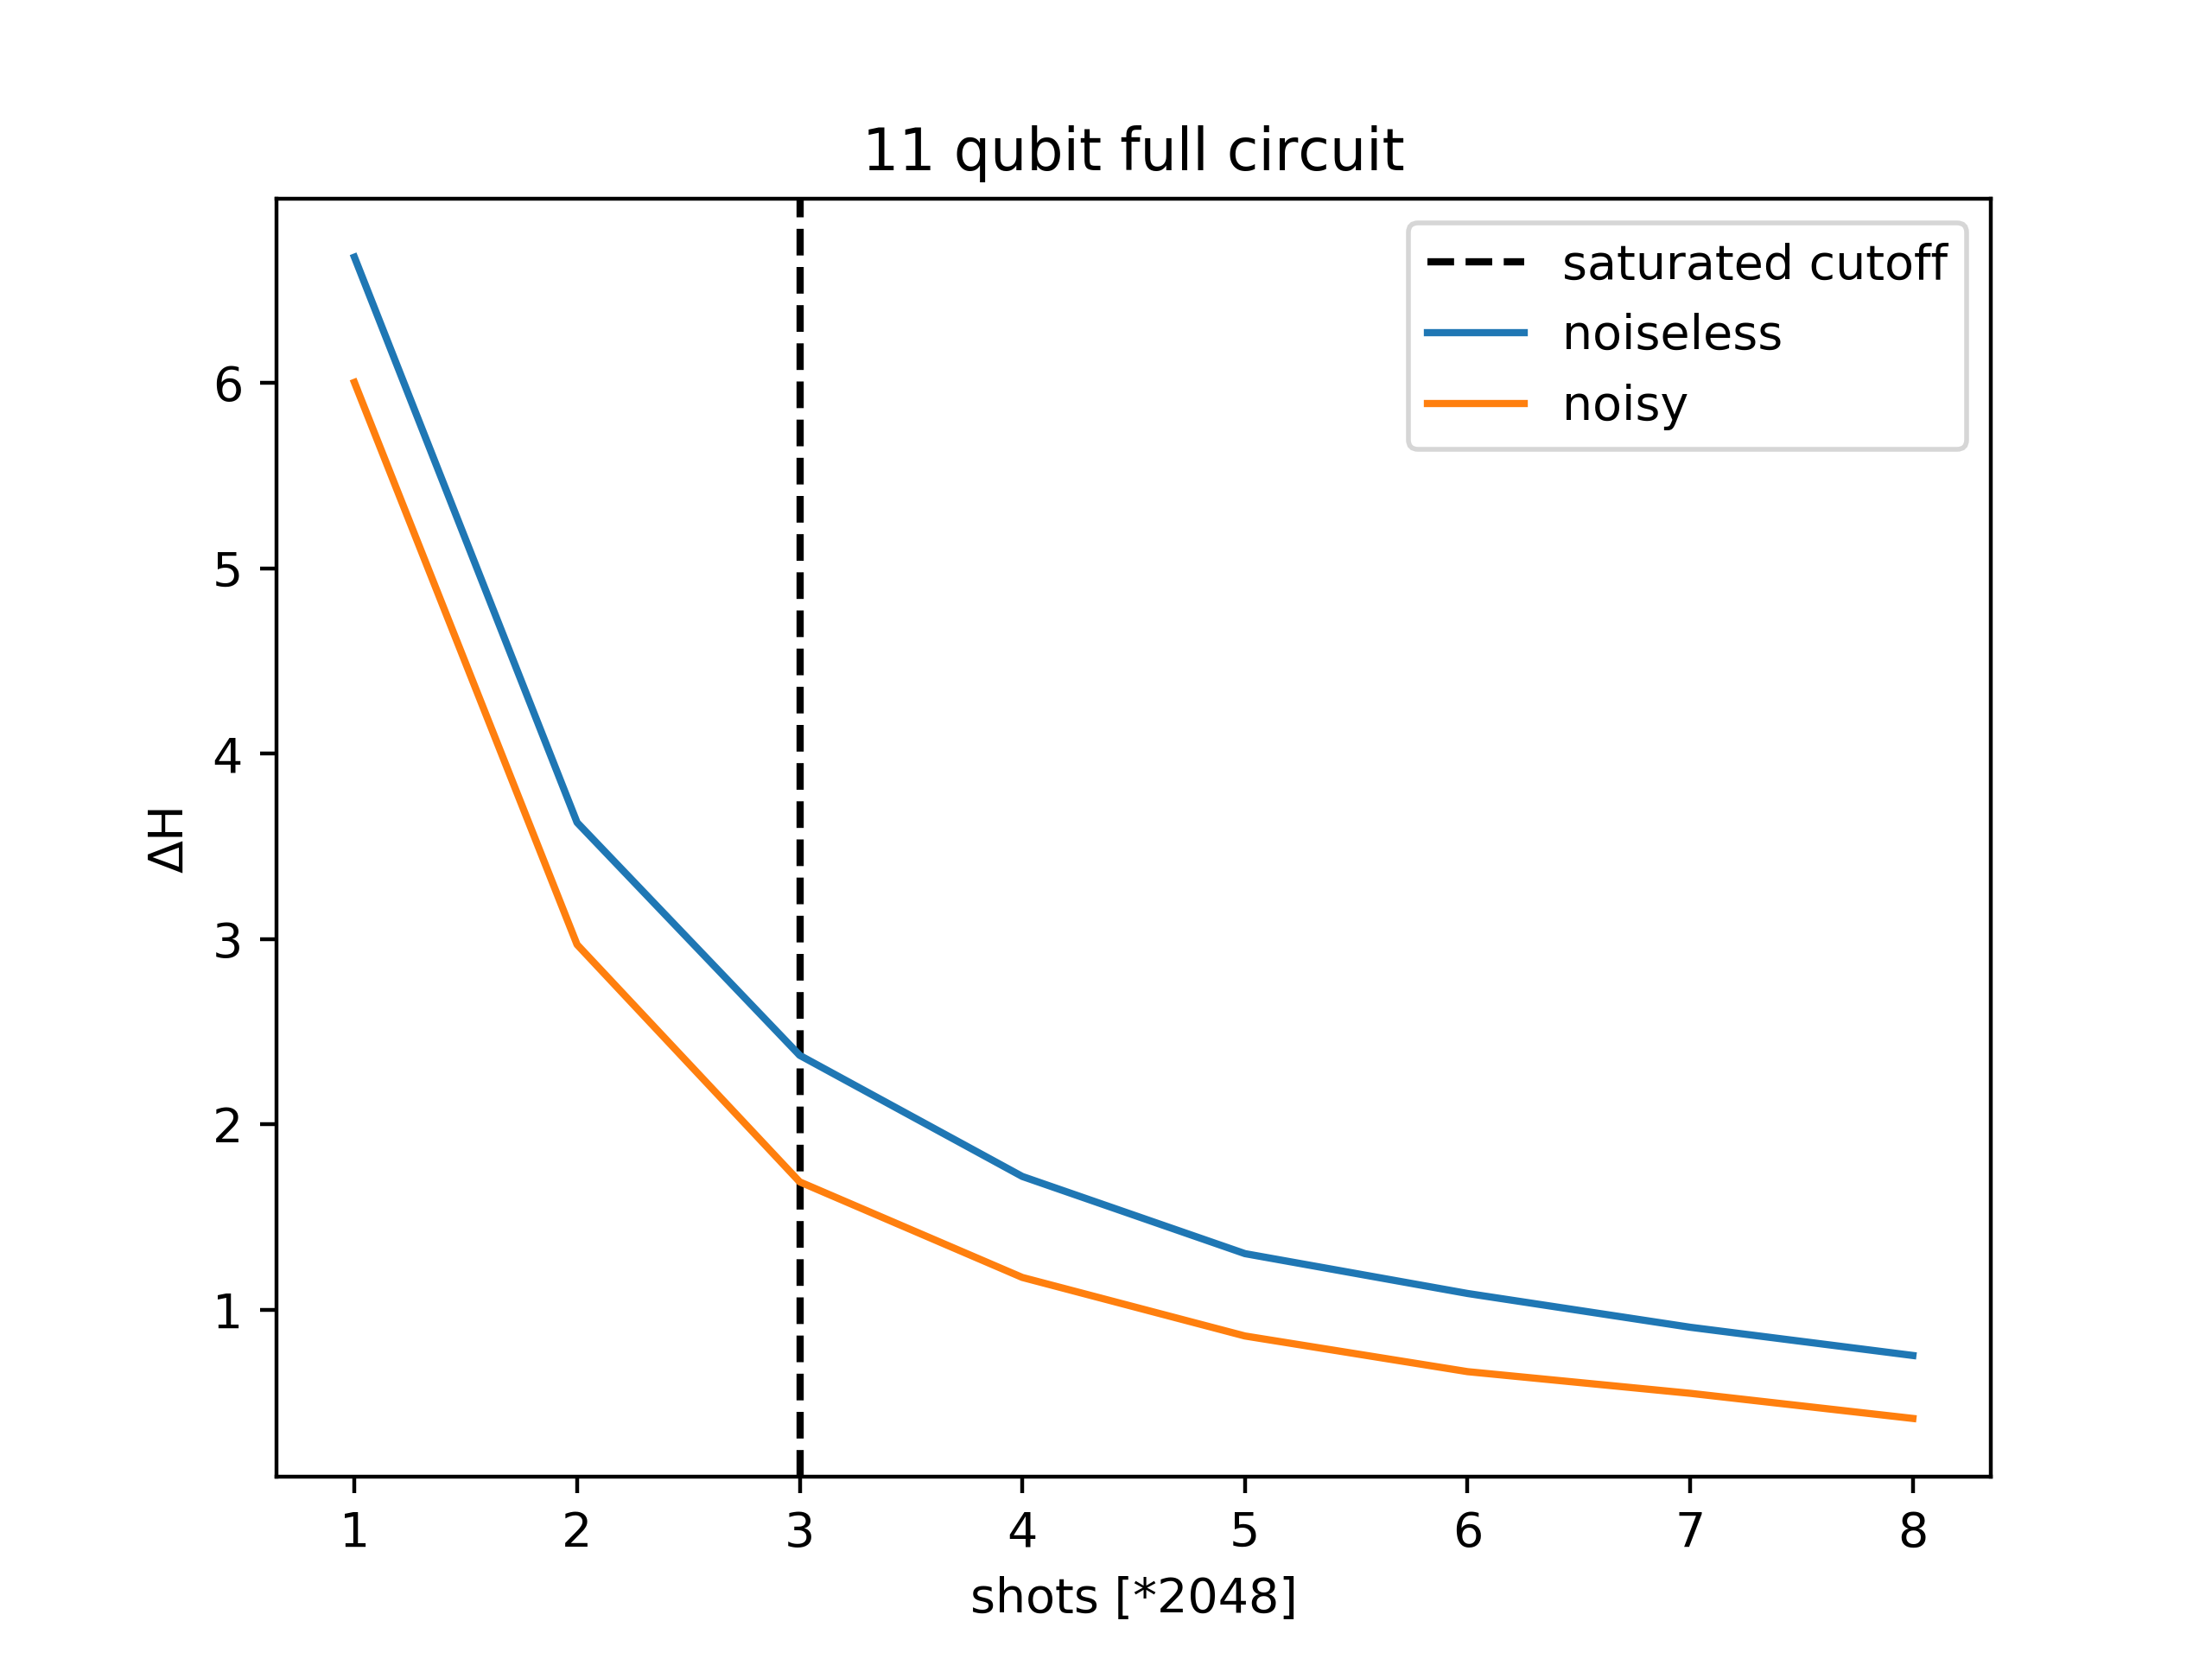 11 qubit full circuit
saturated cutoff
noiseless
noisy
6
5
4
3
2
1
ΔH
1 2 3 4 5 6 7 8
shots [*2048]